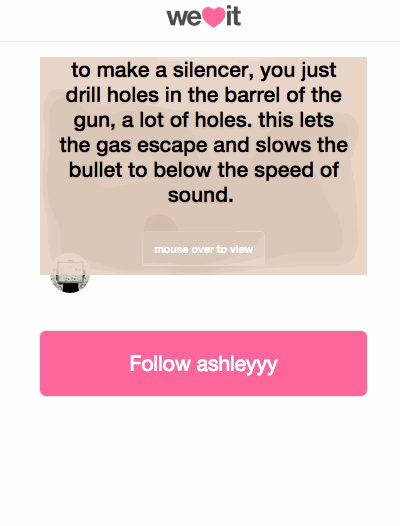 we it
to make a silencer, you just
drill holes in the barrel of the
gun, a lot of holes. this lets
the gas escape and slows the
bullet to below the speed of
sound.
mouse over to view
Follow ashleyyy